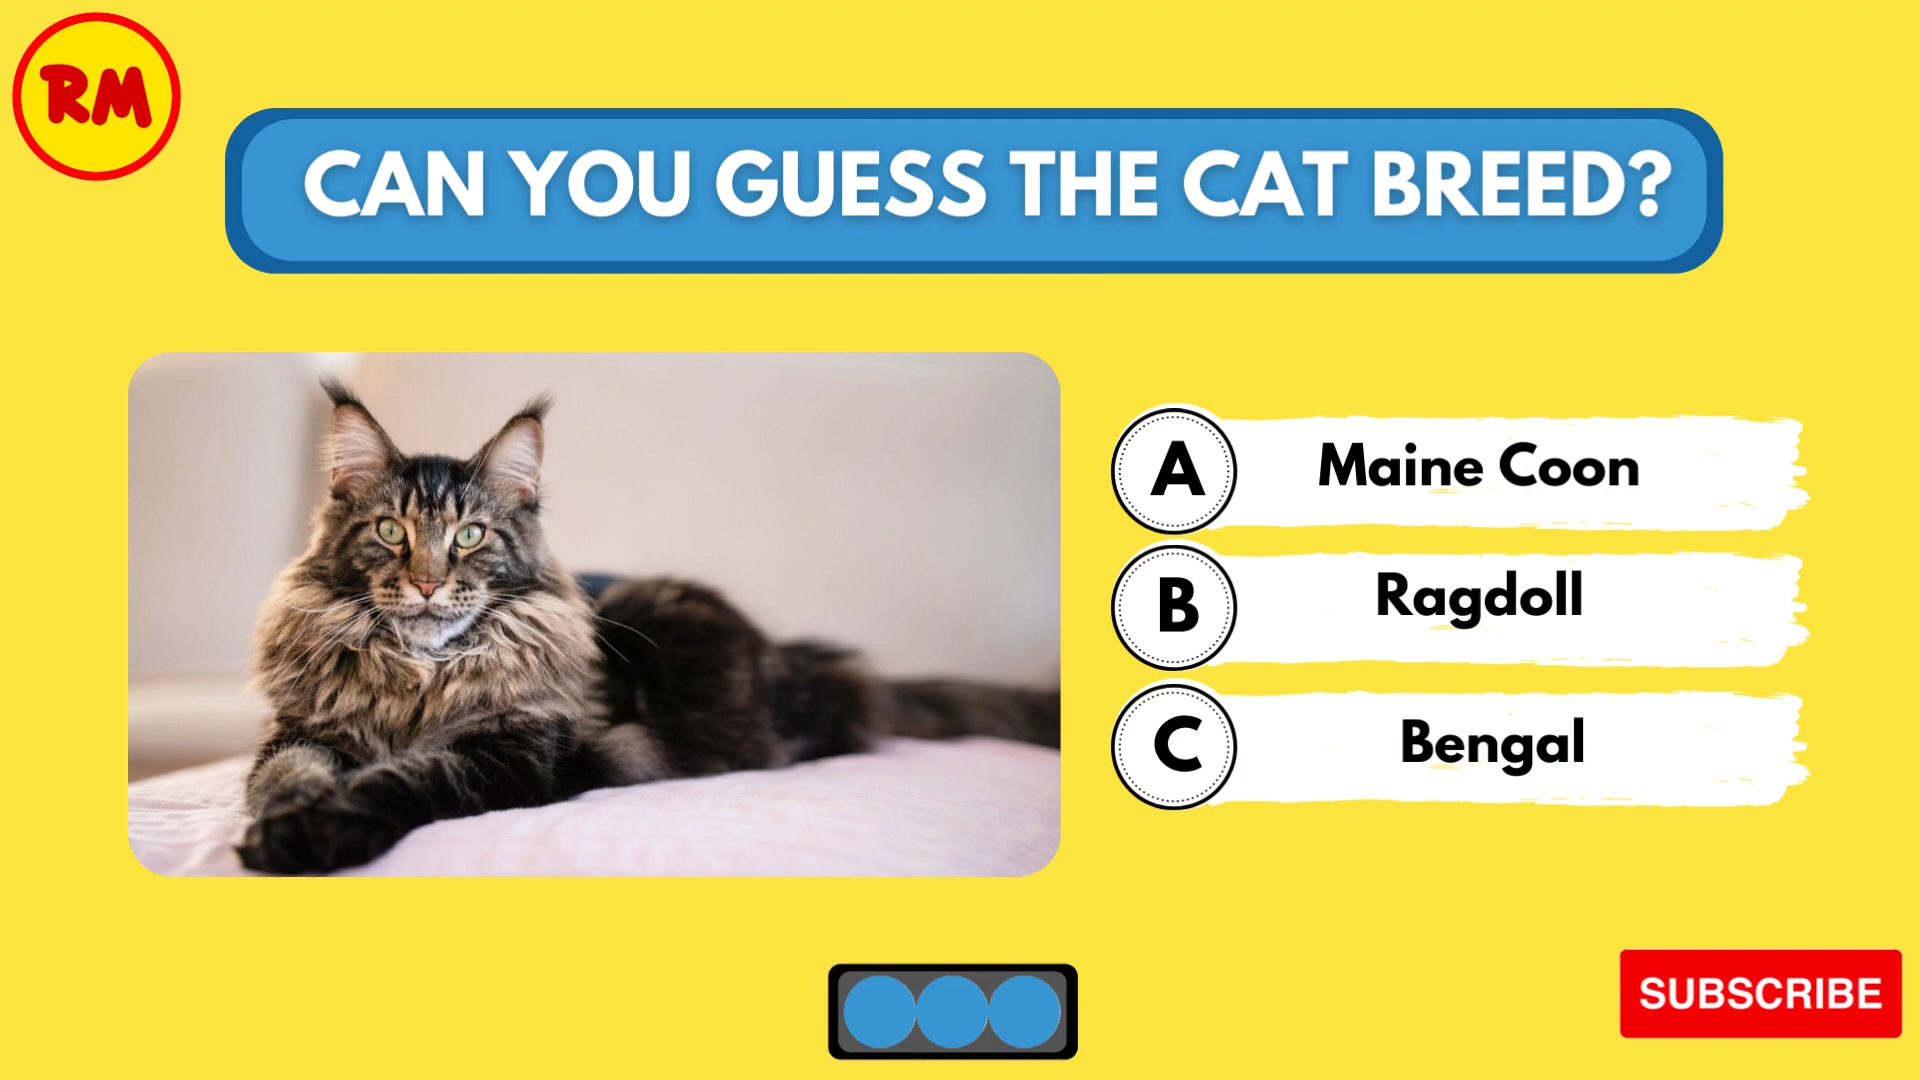 RM
CAN YOU GUESS THE CAT BREED?
A Maine Coon
B Ragdoll
C Bengal
SUBSCRIBE